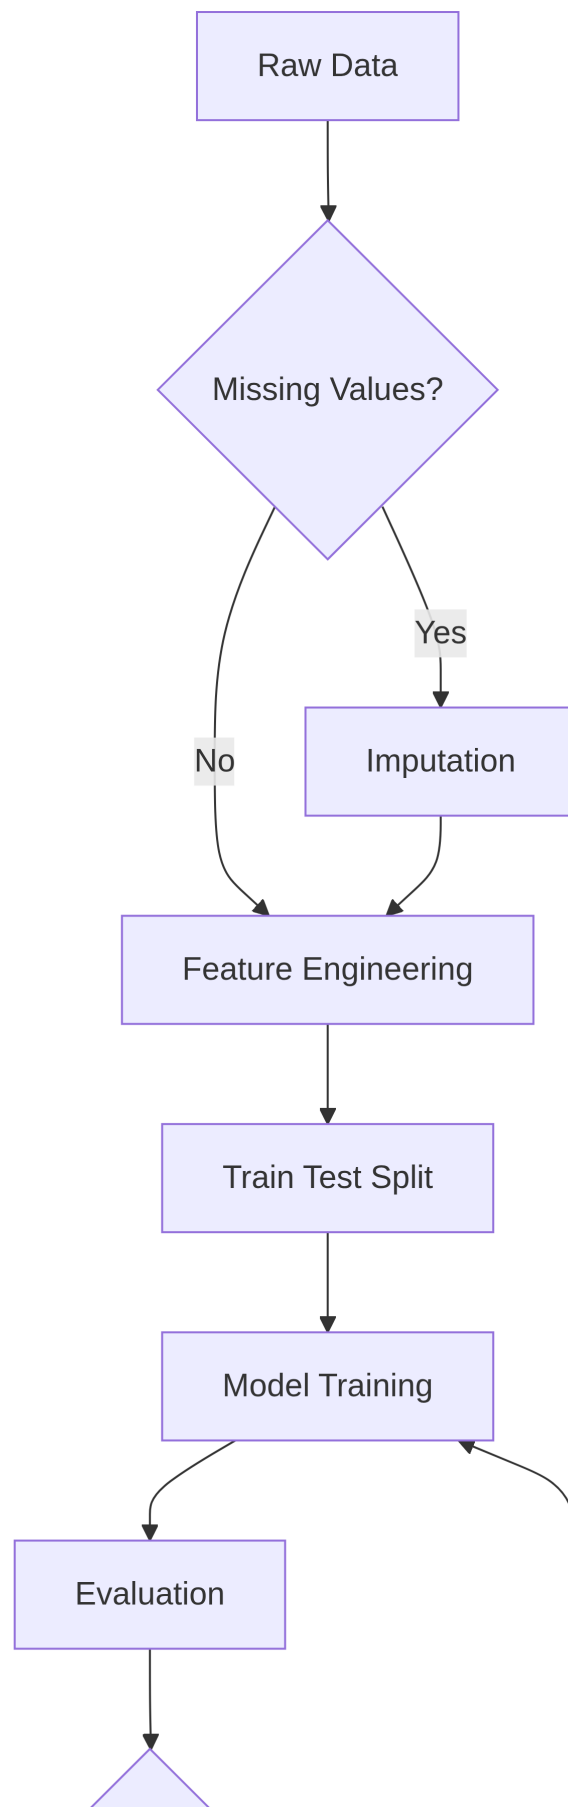 Raw Data
Missing Values?
Yes
No
Imputation
Feature Engineering
Train Test Split
Model Training
Evaluation